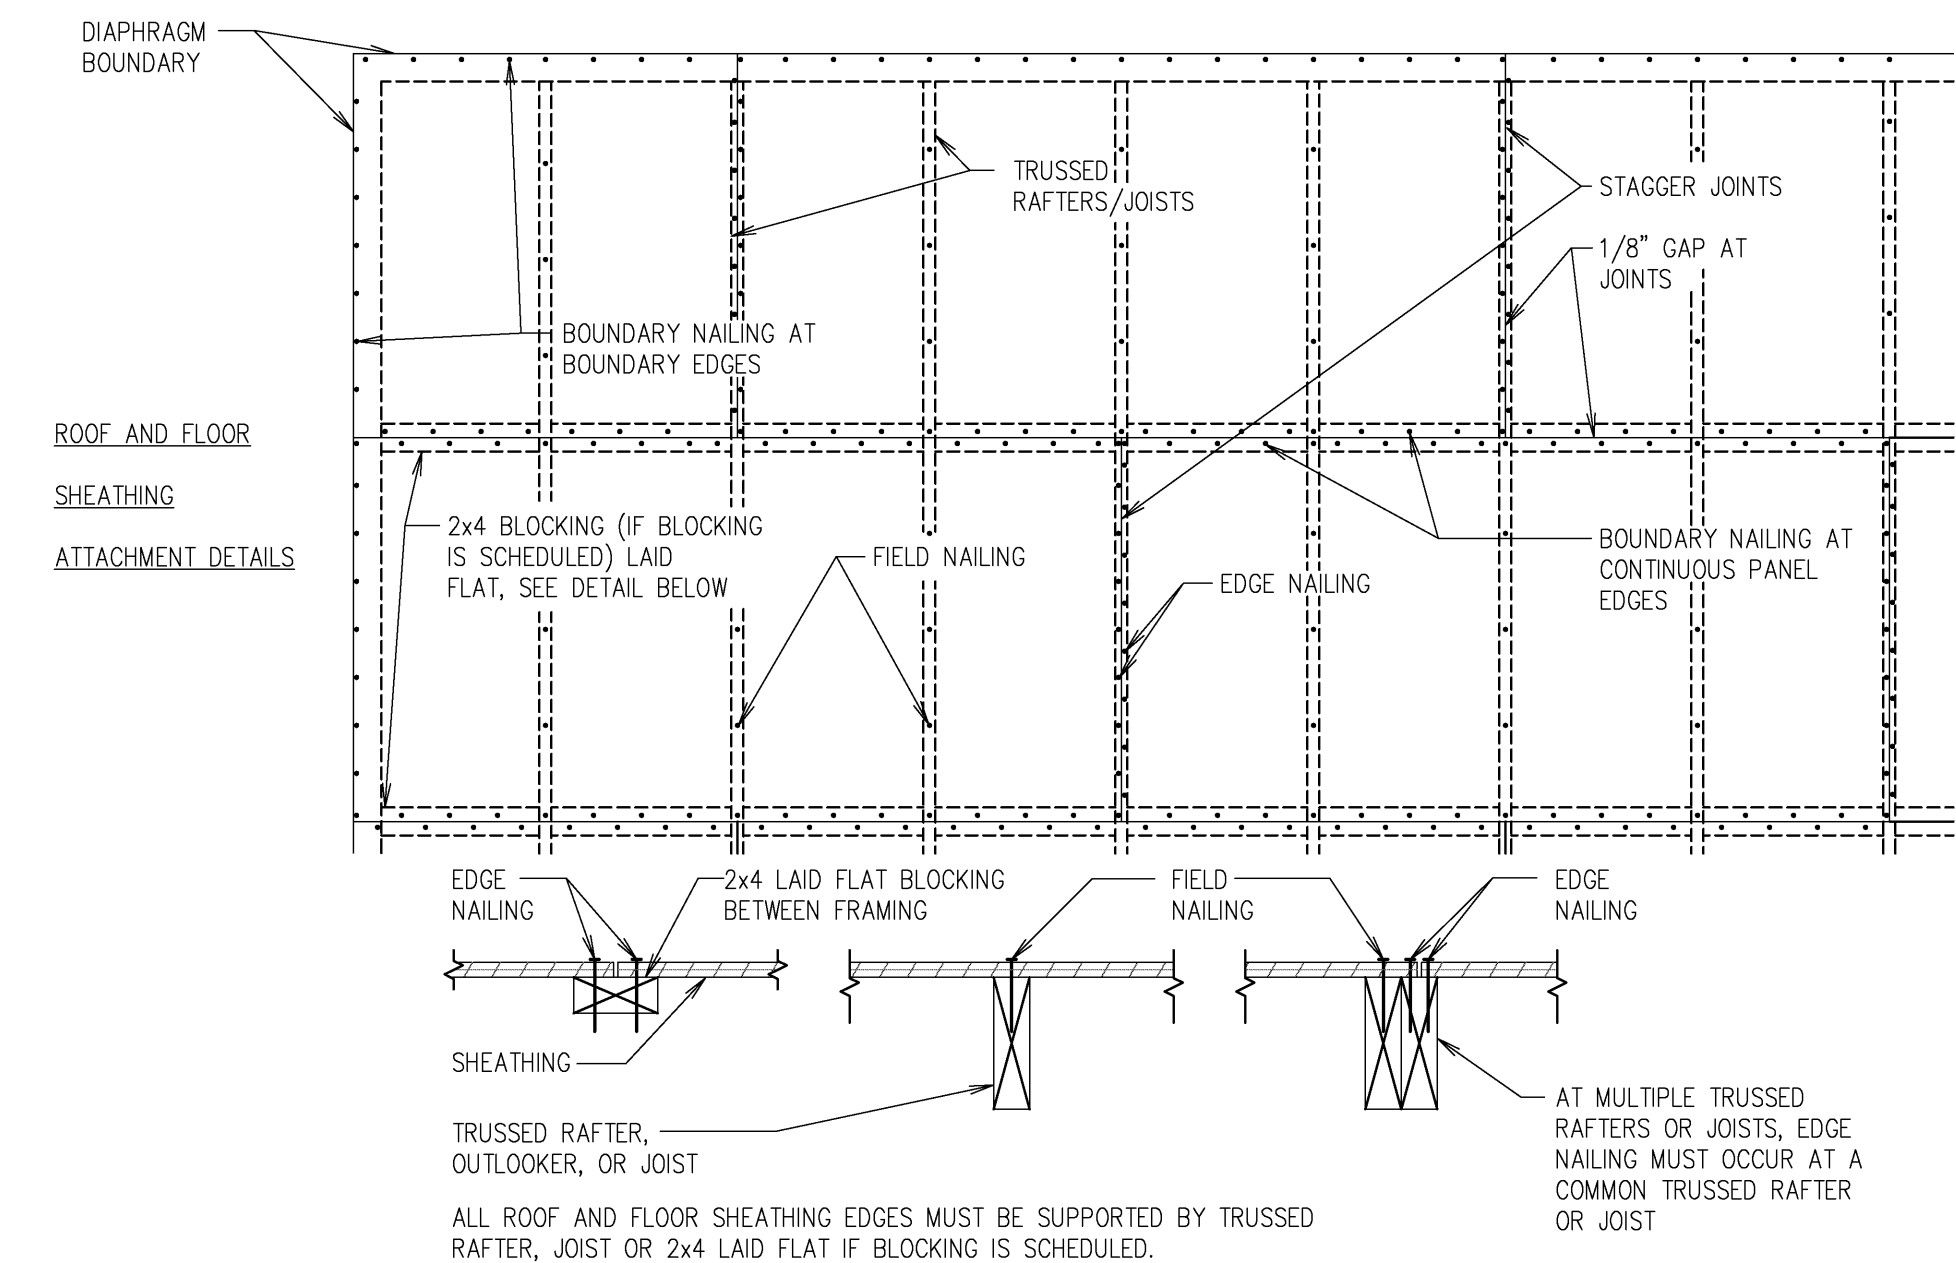 DIAPHRAGM
BOUNDARY
TRUSSED
RAFTERS/JOISTS
STAGGER JOINTS
1/8” GAP AT
JOINTS
BOUNDARY NAILING AT
BOUNDARY EDGES
ROOF AND FLOOR
SHEATHING
ATTACHMENT DETAILS
2x4 BLOCKING (IF BLOCKING
IS SCHEDULED) LAID
FLAT, SEE DETAIL BELOW
FIELD NAILING
EDGE NAILING
BOUNDARY NAILING AT
CONTINUOUS PANEL
EDGES
EDGE
NAILING
2x4 LAID FLAT BLOCKING
BETWEEN FRAMING
FIELD
NAILING
EDGE
NAILING
SHEATHING
TRUSSED RAFTER,
OUTLOOKER, OR JOIST
AT MULTIPLE TRUSSED
RAFTERS OR JOISTS, EDGE
NAILING MUST OCCUR AT A
COMMON TRUSSED RAFTER
OR JOIST
ALL ROOF AND FLOOR SHEATHING EDGES MUST BE SUPPORTED BY TRUSSED
RAFTER, JOIST OR 2x4 LAID FLAT IF BLOCKING IS SCHEDULED.